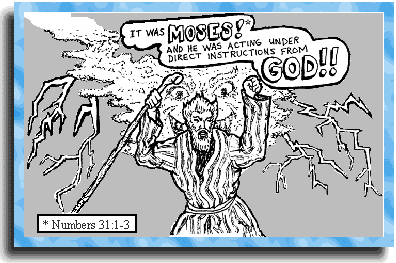 IT WAS MOSES!*
AND HE WAS ACTING UNDER
DIRECT INSTRUCTIONS FROM
GOD!!
* Numbers 31:1-3